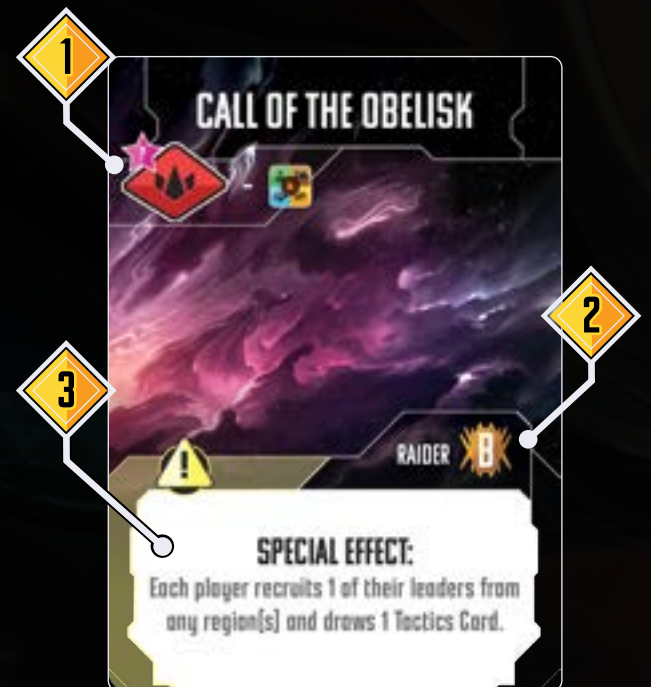 1
CALL OF THE OBELISK
-
2
3
RAIDER 8
!
SPECIAL EFFECT:
Each player recruits 1 of their leaders from
any region[s] and draws 1 Tactics Card.